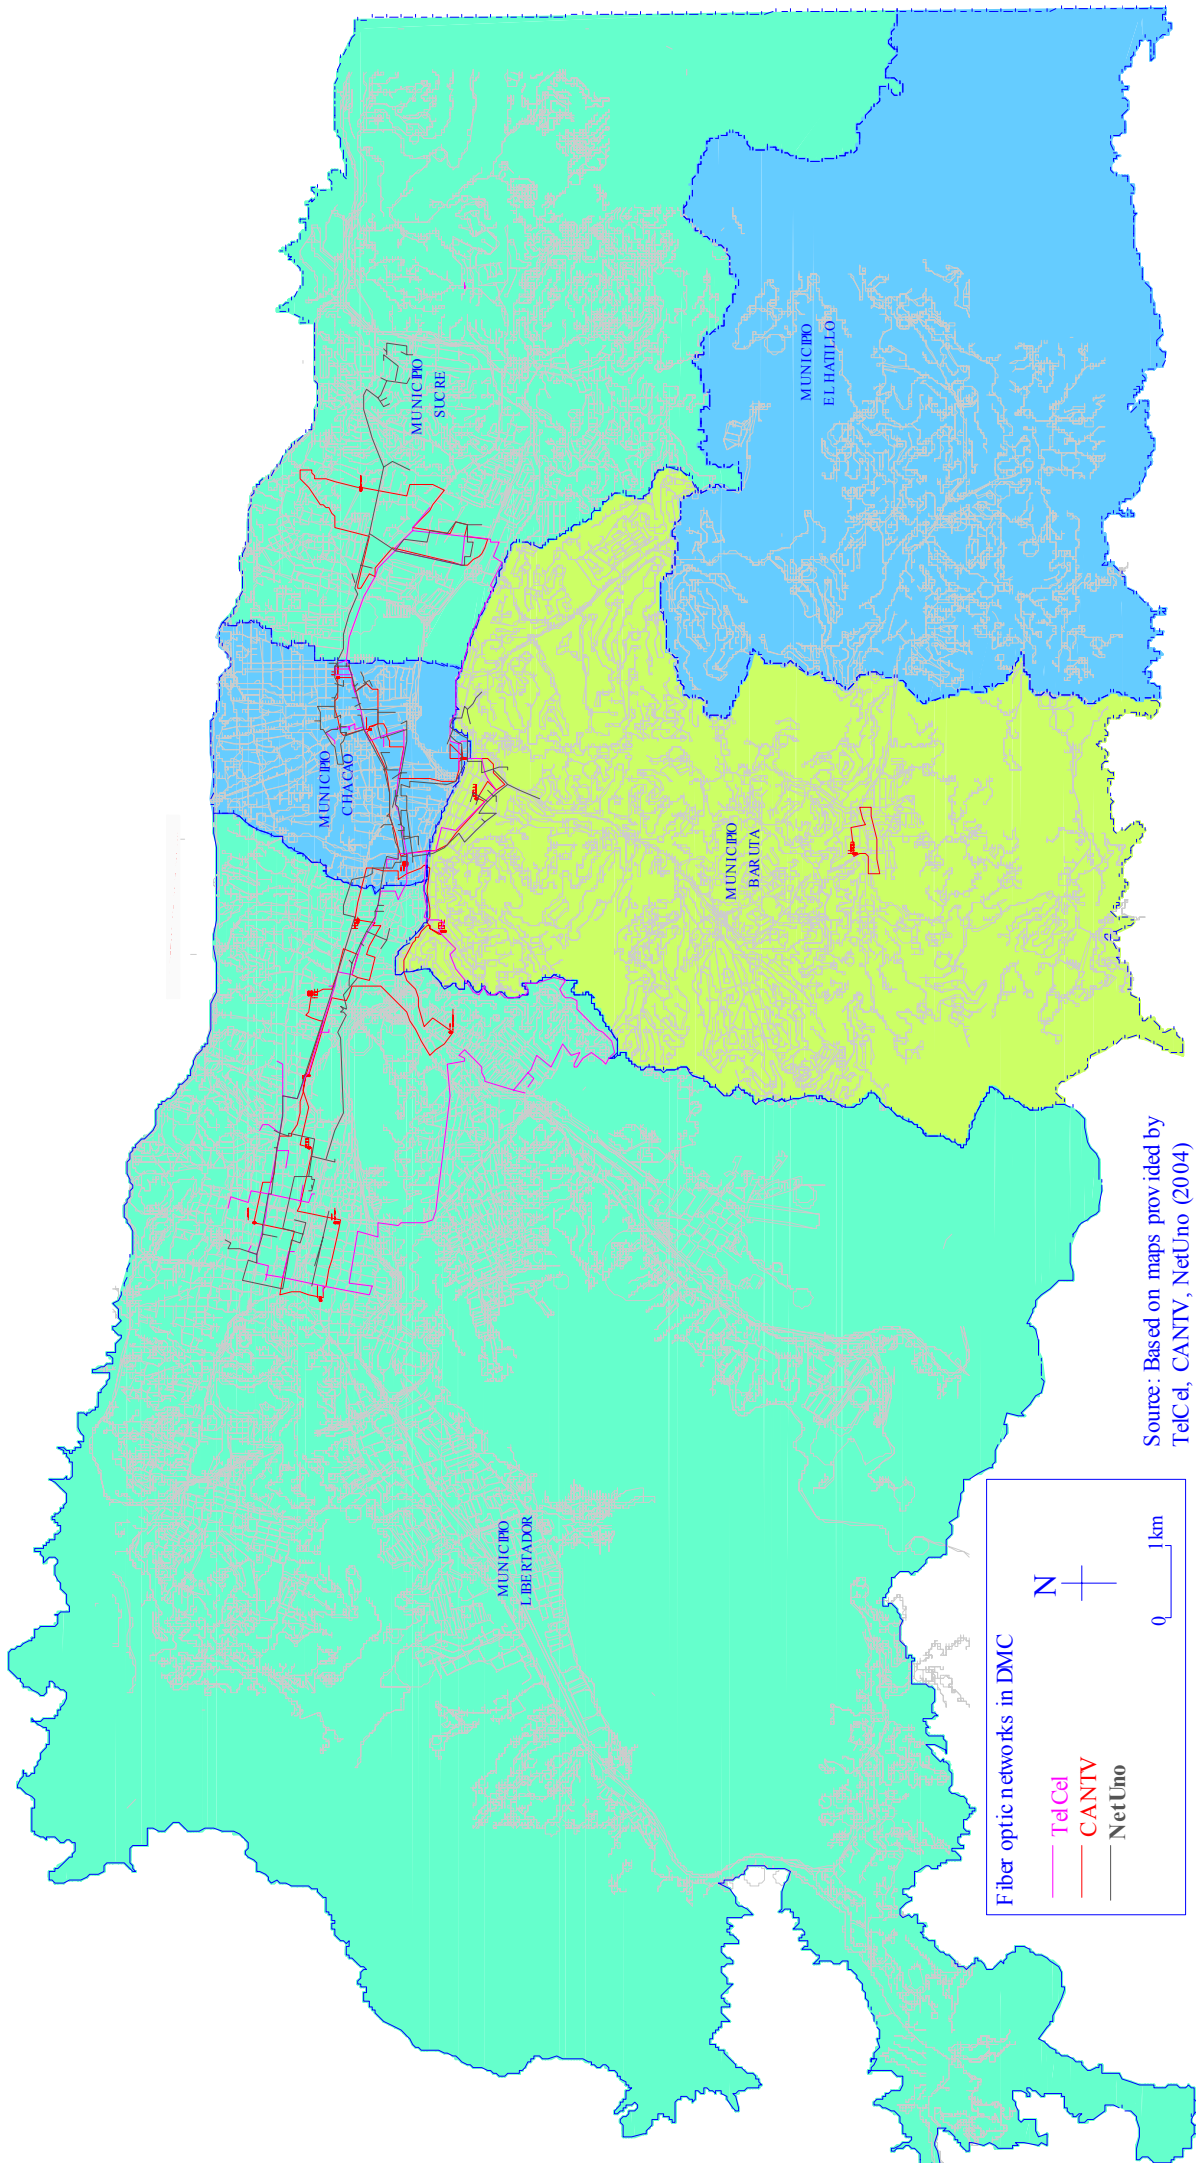 MUNICIPIO
LIBERTADOR
MUNICIPIO
CHACAO
MUNICIPIO
SUCRE
MUNICIPIO
BARUTA
MUNICIPIO
EL HATILLO
Fiber optic networks in DMC
TelCel
CANTV
NetUno
N
0 1km
Source: Based on maps provided by
TelCel, CANTV, NetUno (2004)